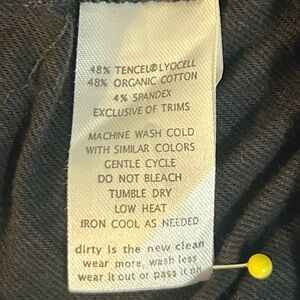 48% TENCEL®LYOCELL
48% ORGANIC COTTON
4% SPANDEX
EXCLUSIVE OF TRIMS
MACHINE WASH COLD
WITH SIMILAR COLORS
GENTLE CYCLE
DO NOT BLEACH
TUMBLE DRY
LOW HEAT
IRON COOL AS NEEDED
dirty is the new clean
wear more, wash less
wear it out or pass it on